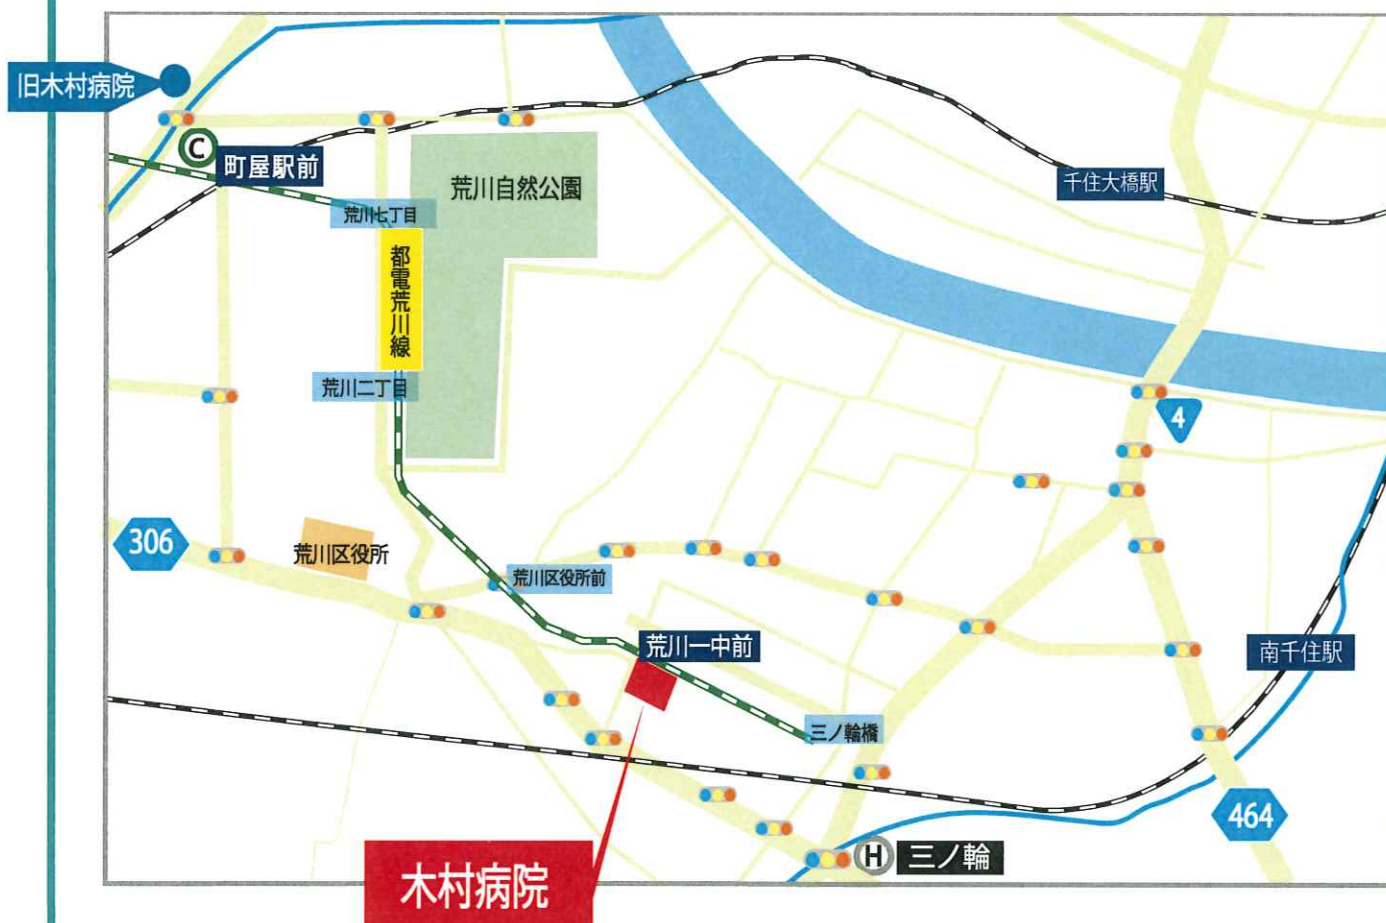 旧木村病院
C
町屋駅前
荒川自然公園
千住大橋駅
荒川七丁目
都電荒川線
荒川二丁目
4
306
荒川区役所
荒川区役所前
荒川一中前
南千住駅
三ノ輪橋
464
H
三ノ輪
木村病院